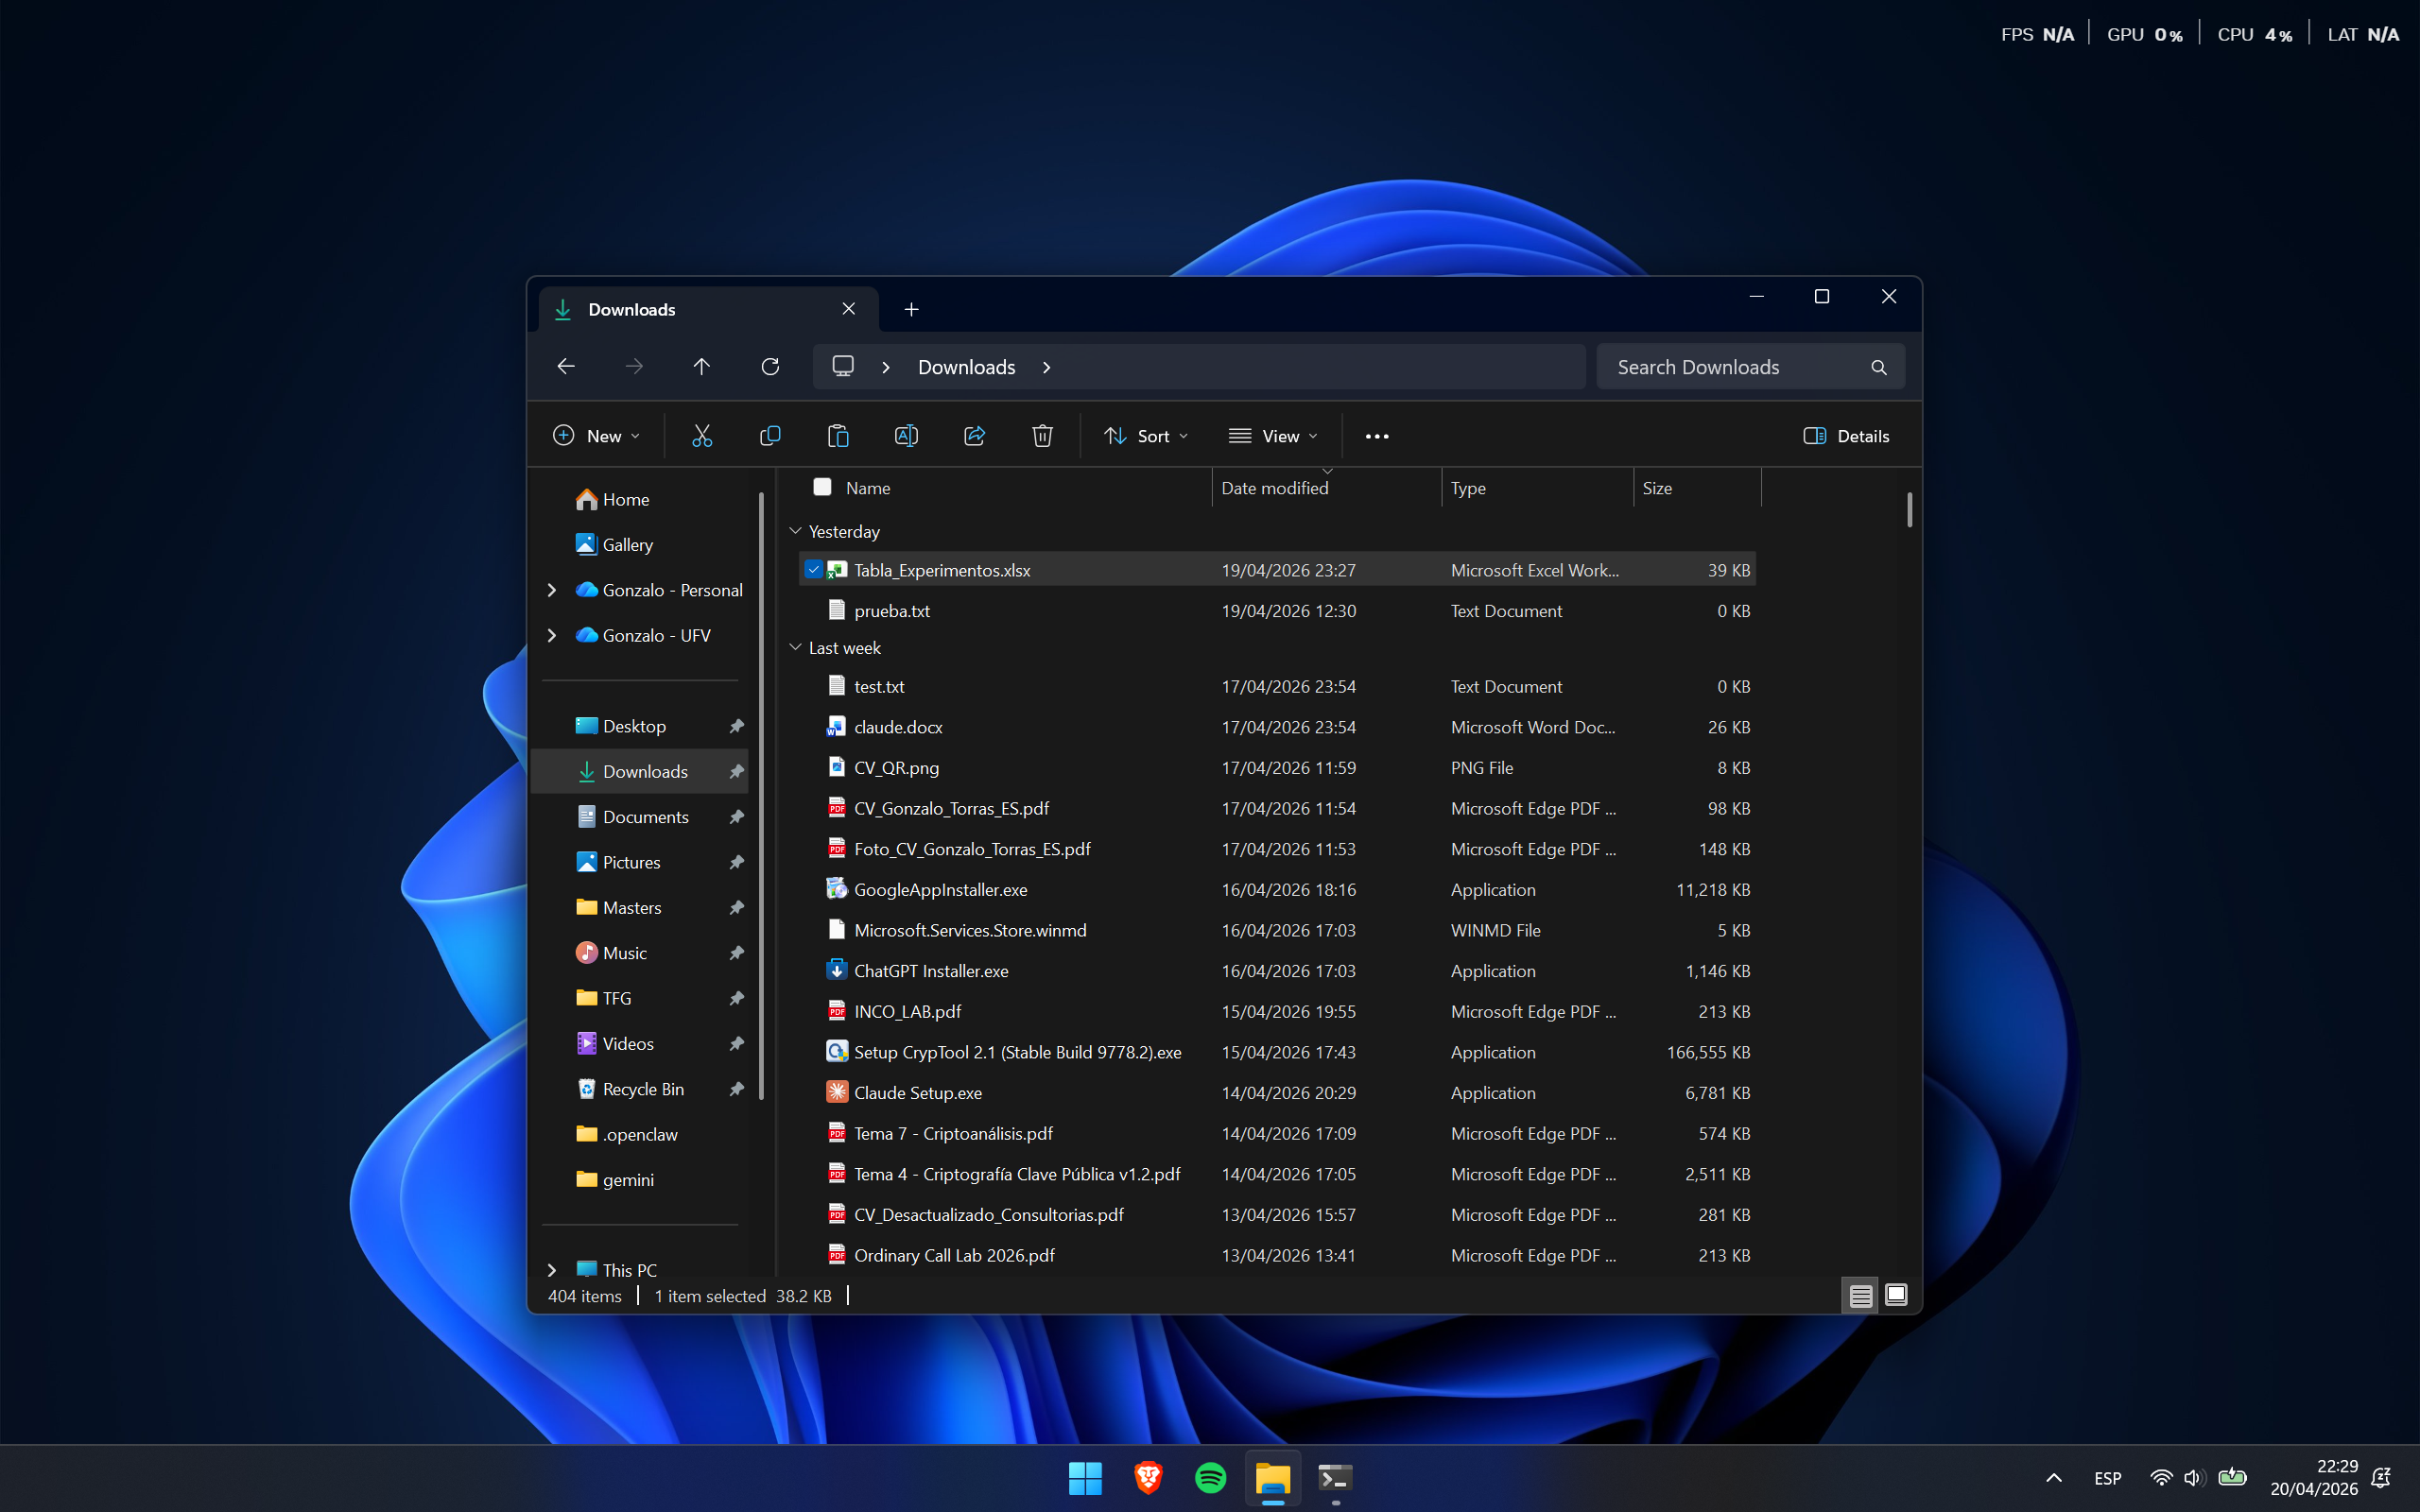 FPS N/A | GPU 0% | CPU 4% | LAT N/A
Downloads
Downloads
Search Downloads
New
Sort
View
Details
Home
Gallery
Gonzalo - Personal
Gonzalo - UFV
Desktop
Downloads
Documents
Pictures
Masters
Music
TFG
Videos
Recycle Bin
.openclaw
gemini
This PC
Name Date modified Type Size
Yesterday
Tabla_Experimentos.xlsx 19/04/2026 23:27 Microsoft Excel Work... 39 KB
prueba.txt 19/04/2026 12:30 Text Document 0 KB
Last week
test.txt 17/04/2026 23:54 Text Document 0 KB
claude.docx 17/04/2026 23:54 Microsoft Word Doc... 26 KB
CV_QR.png 17/04/2026 11:59 PNG File 8 KB
CV_Gonzalo_Torras_ES.pdf 17/04/2026 11:54 Microsoft Edge PDF ... 98 KB
Foto_CV_Gonzalo_Torras_ES.pdf 17/04/2026 11:53 Microsoft Edge PDF ... 148 KB
GoogleAppInstaller.exe 16/04/2026 18:16 Application 11,218 KB
Microsoft.Services.Store.winmd 16/04/2026 17:03 WINMD File 5 KB
ChatGPT Installer.exe 16/04/2026 17:03 Application 1,146 KB
INCO_LAB.pdf 15/04/2026 19:55 Microsoft Edge PDF ... 213 KB
Setup CrypTool 2.1 (Stable Build 9778.2).exe 15/04/2026 17:43 Application 166,555 KB
Claude Setup.exe 14/04/2026 20:29 Application 6,781 KB
Tema 7 - Criptoanálisis.pdf 14/04/2026 17:09 Microsoft Edge PDF ... 574 KB
Tema 4 - Criptografía Clave Pública v1.2.pdf 14/04/2026 17:05 Microsoft Edge PDF ... 2,511 KB
CV_Desactualizado_Consultorias.pdf 13/04/2026 15:57 Microsoft Edge PDF ... 281 KB
Ordinary Call Lab 2026.pdf 13/04/2026 13:41 Microsoft Edge PDF ... 213 KB
404 items | 1 item selected 38.2 KB |
ESP
22:29
20/04/2026